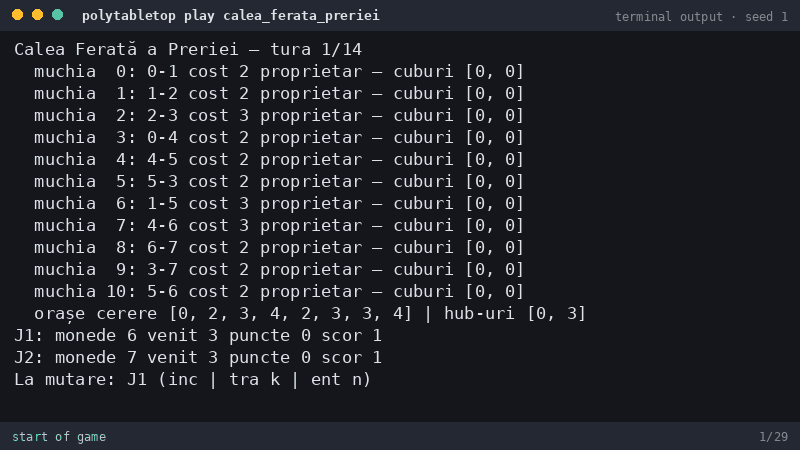 polytabletop play calea_ferata_preriei
terminal output · seed 1
Calea Ferată a Preriei — tura 1/14
muchia 0: 0-1 cost 2 proprietar — cuburi [0, 0]
muchia 1: 1-2 cost 2 proprietar — cuburi [0, 0]
muchia 2: 2-3 cost 3 proprietar — cuburi [0, 0]
muchia 3: 0-4 cost 2 proprietar — cuburi [0, 0]
muchia 4: 4-5 cost 2 proprietar — cuburi [0, 0]
muchia 5: 5-3 cost 2 proprietar — cuburi [0, 0]
muchia 6: 1-5 cost 3 proprietar — cuburi [0, 0]
muchia 7: 4-6 cost 3 proprietar — cuburi [0, 0]
muchia 8: 6-7 cost 2 proprietar — cuburi [0, 0]
muchia 9: 3-7 cost 2 proprietar — cuburi [0, 0]
muchia 10: 5-6 cost 2 proprietar — cuburi [0, 0]
orașe cerere [0, 2, 3, 4, 2, 3, 3, 4] | hub-uri [0, 3]
J1: monede 6 venit 3 puncte 0 scor 1
J2: monede 7 venit 3 puncte 0 scor 1
La mutare: J1 (inc | tra k | ent n)
start of game
1/29